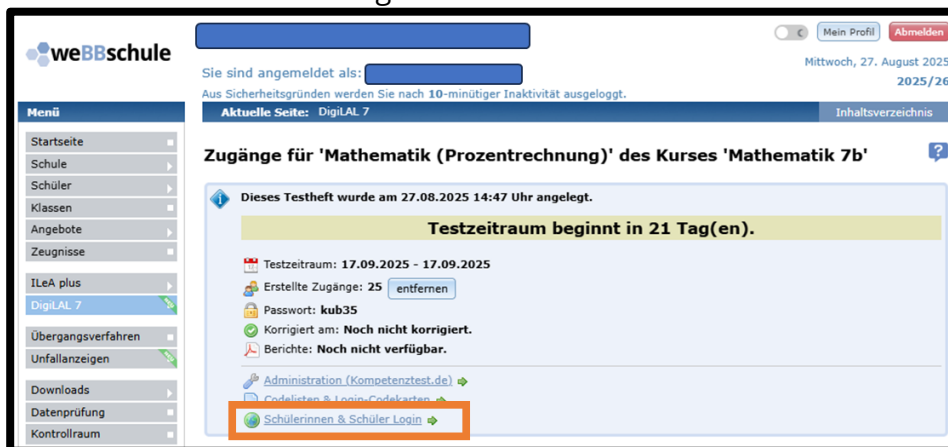 weBBschule
Mein Profil
Abmelden
Mittwoch, 27. August 2025
Sie sind angemeldet als:
2025/26
Aus Sicherheitsgründen werden Sie nach 10-minütiger Inaktivität ausgeloggt.
Menü
Aktuelle Seite: DigiLAL 7
Inhaltsverzeichnis
Startseite
Schule
Schüler
Klassen
Angebote
Zeugnisse
ILeA plus
DigiLAL 7
Übergangsverfahren
Unfallanzeigen
Downloads
Datenprüfung
Kontrollraum
Zugänge für 'Mathematik (Prozentrechnung)' des Kurses 'Mathematik 7b'
?
Dieses Testheft wurde am 27.08.2025 14:47 Uhr angelegt.
Testzeitraum beginnt in 21 Tag(en).
Testzeitraum: 17.09.2025 - 17.09.2025
Erstellte Zugänge: 25 entfernen
Passwort: kub35
Korrigiert am: Noch nicht korrigiert.
Berichte: Noch nicht verfügbar.
Administration (Kompetenztest.de)
Codelisten & Login-Codekarten
Schülerinnen & Schüler Login